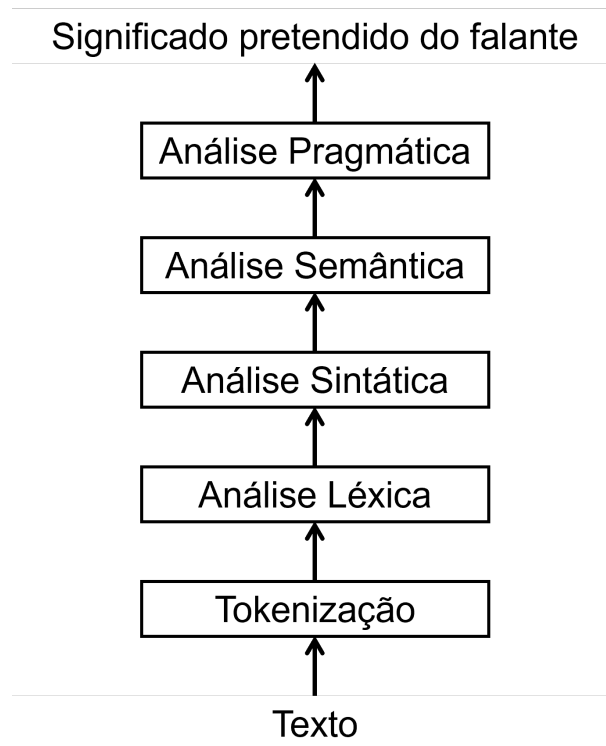 Significado pretendido do falante
Análise Pragmática
Análise Semântica
Análise Sintática
Análise Léxica
Tokenização
Texto